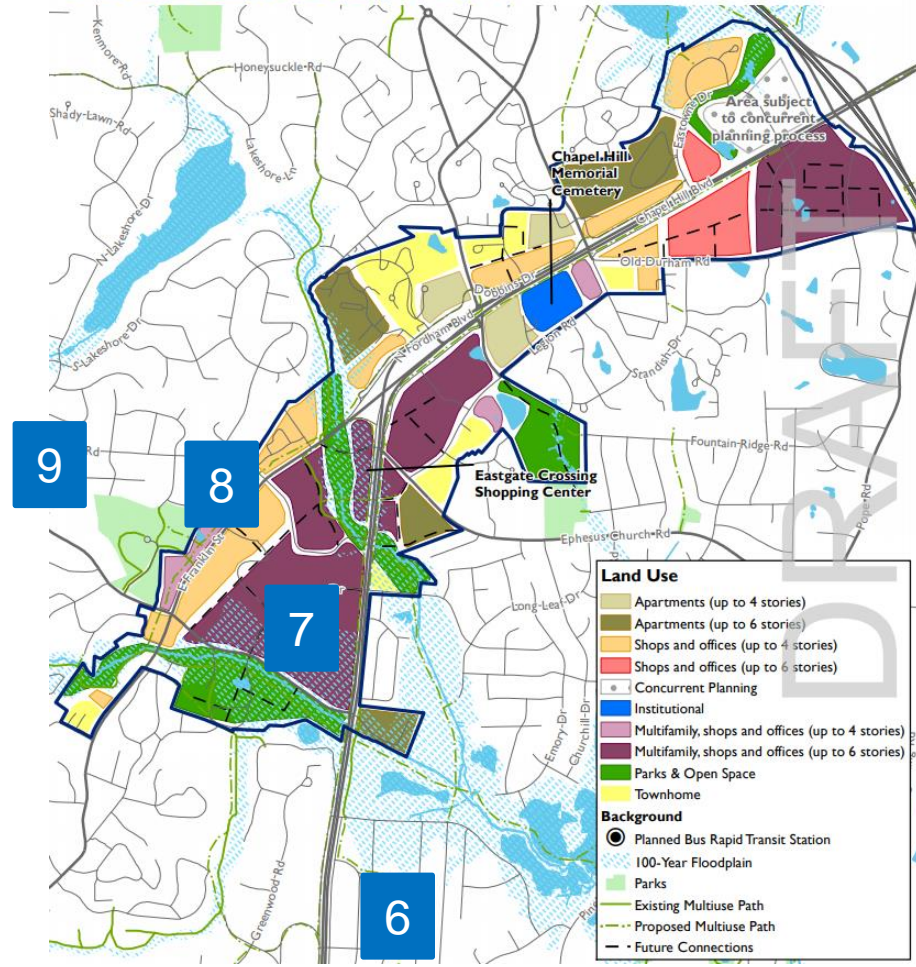 Kenmore Rd
Honeysuckle Rd
Shady Lawn Rd
Lakeshore Ln
N Lakeshore Dr
S Lakeshore Dr
Eastowne Dr
Area subject
to concurrent
planning process
Chapel Hill
Memorial
Cemetery
Chapel Hill Blvd
Old Durham Rd
Dobbins Dr
N Fordham Blvd
Legion Rd
Standish Dr
Fountain Ridge Rd
Pope Rd
9
Rd
8
Eastgate Crossing
Shopping Center
E Franklin St
Ephesus Church Rd
Long Leaf Dr
7
Emory Dr
Churchill Dr
Greenwood Rd
6
DRAFT
Land Use
Apartments (up to 4 stories)
Apartments (up to 6 stories)
Shops and offices (up to 4 stories)
Shops and offices (up to 6 stories)
Concurrent Planning
Institutional
Multifamily, shops and offices (up to 4 stories)
Multifamily, shops and offices (up to 6 stories)
Parks & Open Space
Townhome
Background
Planned Bus Rapid Transit Station
100-Year Floodplain
Parks
Existing Multiuse Path
Proposed Multiuse Path
Future Connections